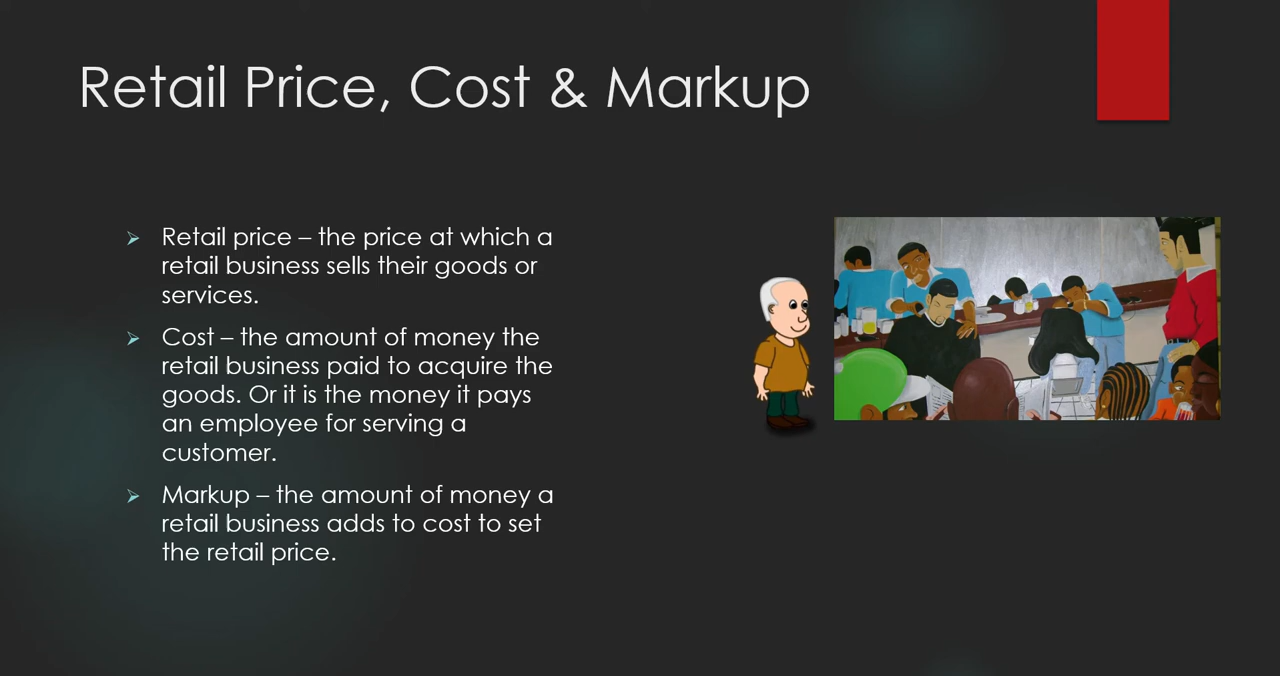 Retail Price, Cost & Markup
Retail price – the price at which a
retail business sells their goods or
services.
Cost – the amount of money the
retail business paid to acquire the
goods. Or it is the money it pays
an employee for serving a
customer.
Markup – the amount of money a
retail business adds to cost to set
the retail price.